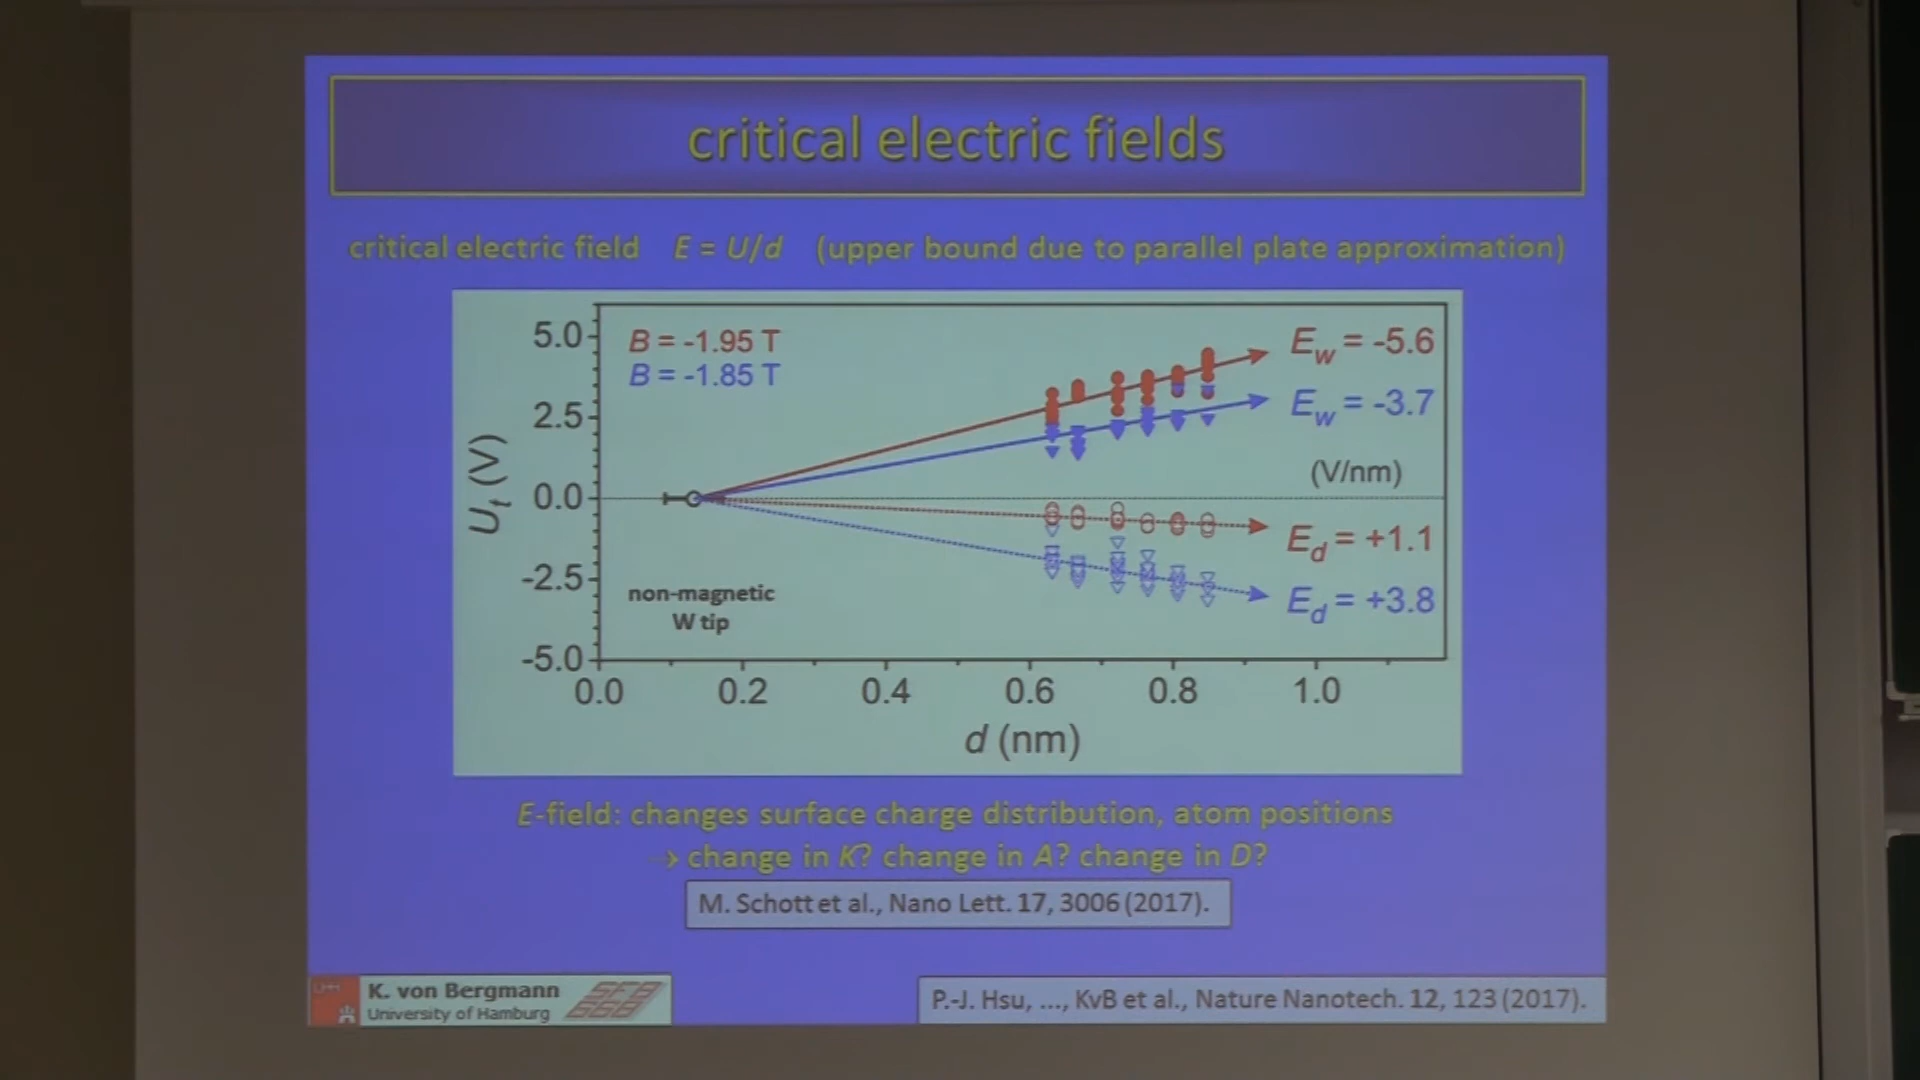 critical electric fields
critical electric field E = U/d (upper bound due to parallel plate approximation)
B = -1.95 T
B = -1.85 T
E_w = -5.6
E_w = -3.7
(V/nm)
E_d = +1.1
E_d = +3.8
non-magnetic
W tip
U_t (V)
5.0
2.5
0.0
-2.5
-5.0
0.0 0.2 0.4 0.6 0.8 1.0
d (nm)
E-field: changes surface charge distribution, atom positions
→ change in K? change in A? change in D?
M. Schott et al., Nano Lett. 17, 3006 (2017).
K. von Bergmann
University of Hamburg
P.-J. Hsu, ..., KvB et al., Nature Nanotech. 12, 123 (2017).